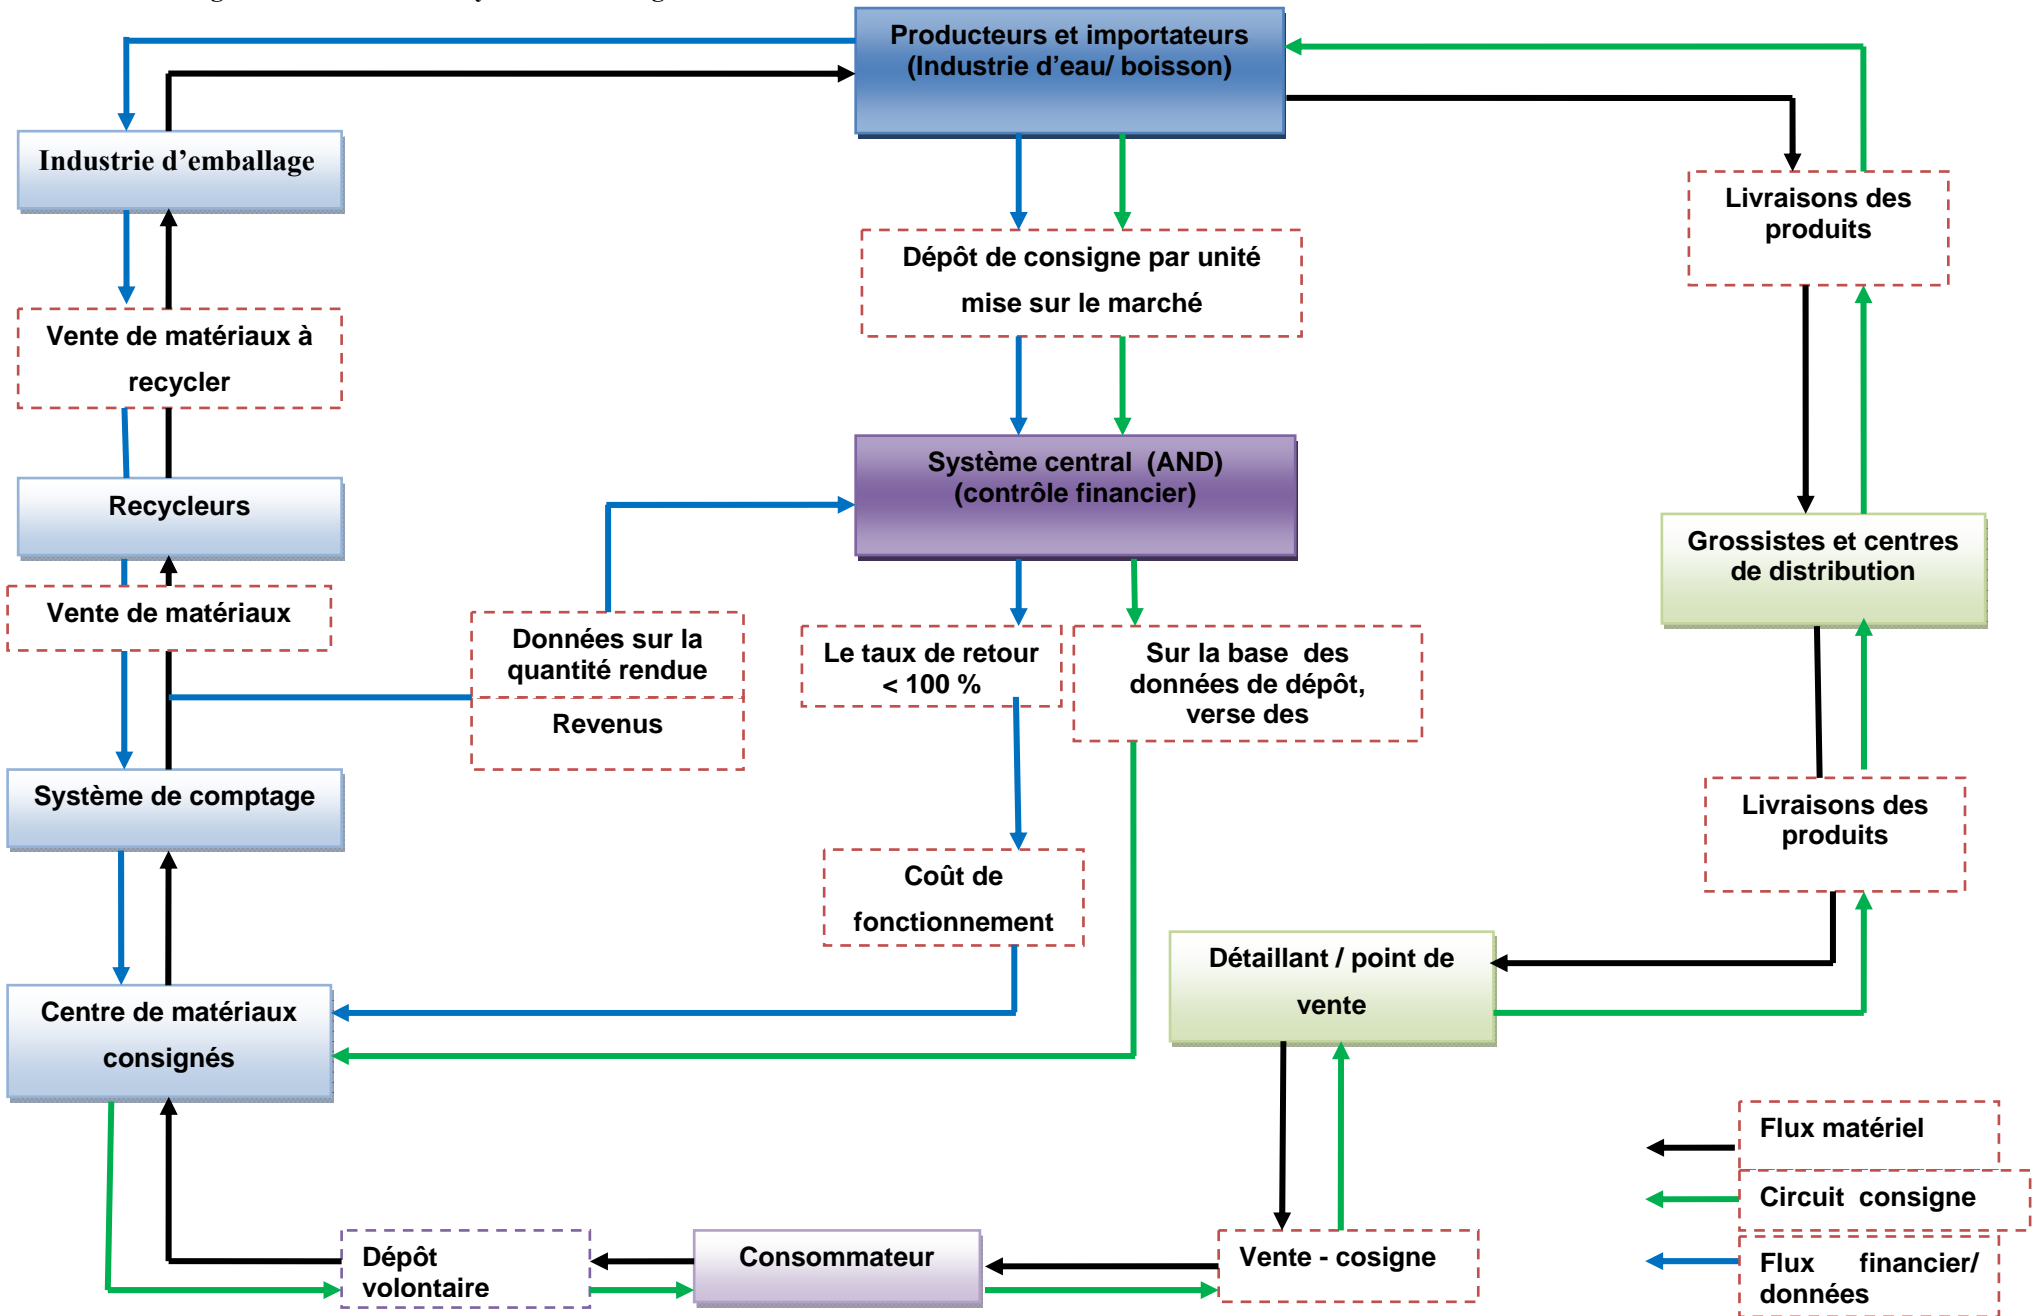 Producteurs et importateurs
(Industrie d'eau/ boisson)
Industrie d'emballage
Livraisons des
produits
Dépôt de consigne par unité
mise sur le marché
Vente de matériaux à
recycler
Système central (AND)
(contrôle financier)
Recycleurs
Grossistes et centres
de distribution
Vente de matériaux
Données sur la
quantité rendue
Revenus
Le taux de retour
< 100 %
Sur la base des
données de dépôt,
verse des
Système de comptage
Livraisons des
produits
Coût de
fonctionnement
Détaillant / point de
vente
Centre de matériaux
consignés
Flux matériel
Circuit consigne
Flux financier/
données
Dépôt
volontaire
Consommateur
Vente - cosigne